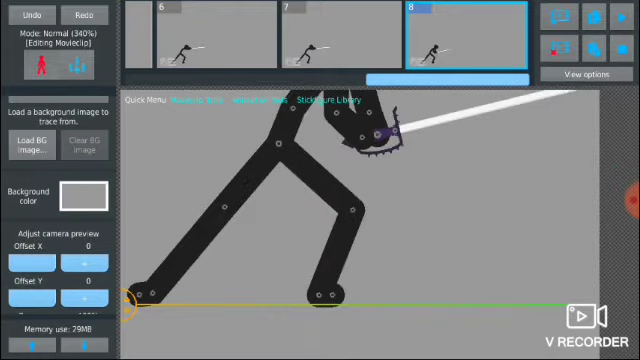 Undo Redo
Mode: Normal (340%)
[Editing Movieclip]
6 7 8
View options
Quick Menu Stickfigure Library
Load a background image to
trace from.
Load BG
Image...
Clear BG
Image
Background
color
Adjust camera preview
Offset X 0
Offset Y 0
Memory use: 29MB
V RECORDER